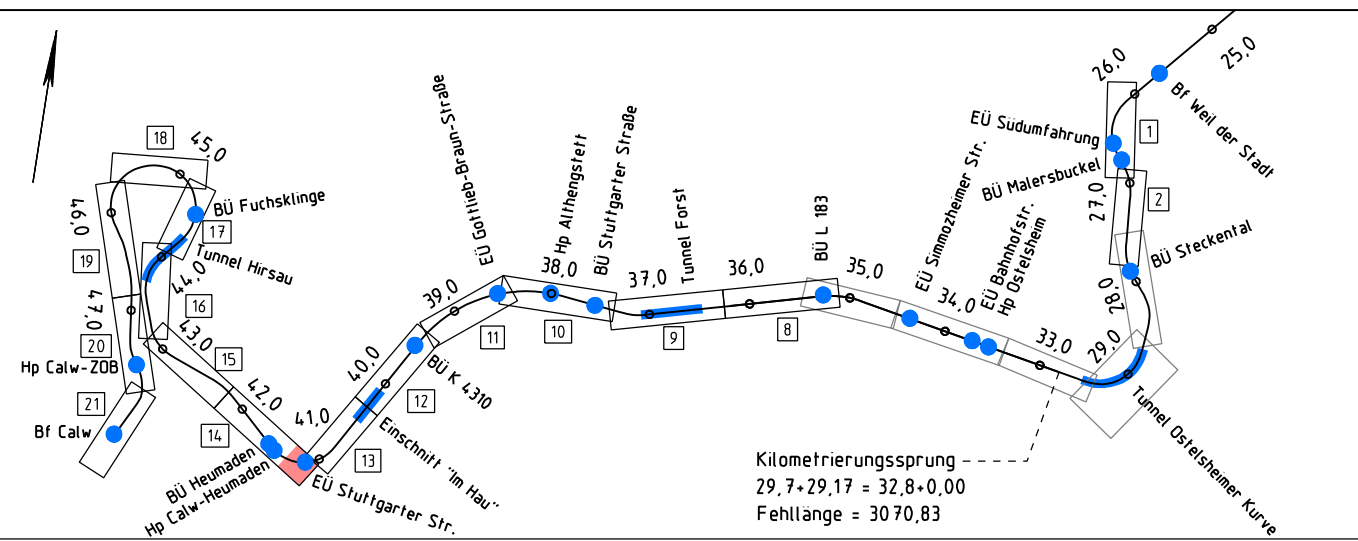 25,0
26,0
Bf Weil der Stadt
EÜ Südumfahrung
1
BÜ Malersbuckel
27,0
2
BÜ Steckental
28,0
29,0
Tunnel Ostelsheimer Kurve
33,0
EÜ Bahnhofstr.
Hp Ostelsheim
34,0
EÜ Simmozheimer Str.
35,0
BÜ L 183
8
36,0
Tunnel Forst
9
37,0
BÜ Stuttgarter Straße
Hp Althengstett
38,0
10
EÜ Gottlieb-Braun-Straße
11
39,0
BÜ K 4310
12
40,0
Einschnitt "Im Hau"
13
41,0
EÜ Stuttgarter Str.
BÜ Heumaden
Hp Calw-Heumaden
14
42,0
15
43,0
16
44,0
Tunnel Hirsau
17
BÜ Fuchsklinge
45,0
18
46,0
19
47,0
20
Hp Calw-ZOB
21
Bf Calw
Kilometrierungssprung
29,7+29,17 = 32,8+0,00
Fehllänge = 3070,83